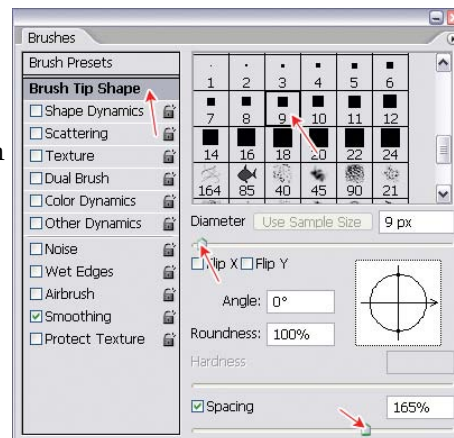 Brushes
Brush Presets
Brush Tip Shape
Shape Dynamics
Scattering
Texture
Dual Brush
Color Dynamics
Other Dynamics
Noise
Wet Edges
Airbrush
Smoothing
Protect Texture
1 2 3 4 5 6
7 8 9 10 11 12
14 16 18 20 22 24
164 85 40 45 90 21
Diameter Use Sample Size 9 px
Flip X Flip Y
Angle: 0°
Roundness: 100%
Hardness
Spacing 165%